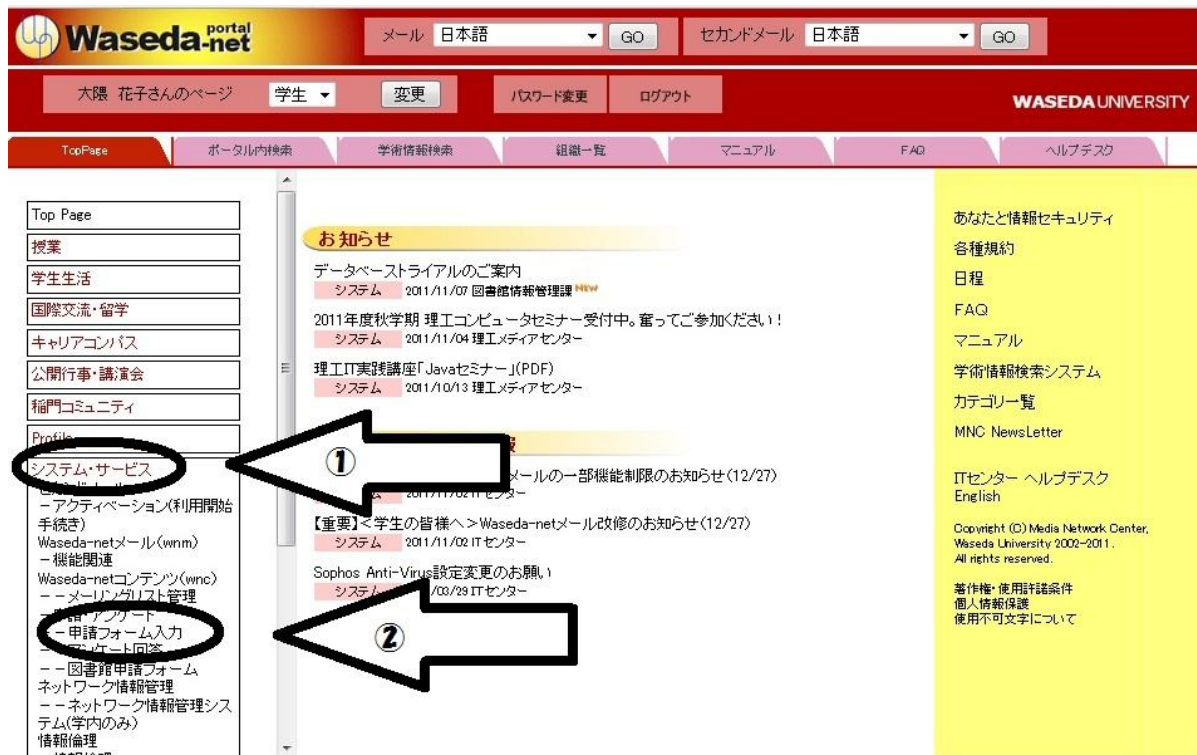 Waseda-net portal
メール 日本語 GO セカンドメール 日本語 GO
大隈 花子さんのページ 学生 変更 パスワード変更 ログアウト
WASEDA UNIVERSITY
TopPage ポータル内検索 学術情報検索 組織一覧 マニュアル FAQ ヘルプデスク
Top Page
授業
学生生活
国際交流・留学
キャリアコンパス
公開行事・講演会
稲門コミュニティ
Profile
システム・サービス
－アクティベーション(利用開始
手続き)
Waseda-netメール(wnm)
－機能関連
Waseda-netコンテンツ(wnc)
－－メーリングリスト管理
申請・アンケート
－－申請フォーム入力
アンケート回答
－－図書館申請フォーム
ネットワーク情報管理
－－ネットワーク情報管理シス
テム(学内のみ)
情報倫理
お知らせ
データベーストライアルのご案内
システム 2011/11/07 図書館情報管理課 New
2011年度秋学期 理工コンピュータセミナー受付中。奮ってご参加ください！
システム 2011/11/04 理工メディアセンター
理工IT実践講座「Javaセミナー」(PDF)
システム 2011/10/13 理工メディアセンター
①
メールの一部機能制限のお知らせ(12/27)
システム 2011/11/02 ITセンター
【重要】＜学生の皆様へ＞Waseda-netメール改修のお知らせ(12/27)
システム 2011/11/02 ITセンター
Sophos Anti-Virus設定変更のお願い
システム /03/29 ITセンター
②
あなたと情報セキュリティ
各種規約
日程
FAQ
マニュアル
学術情報検索システム
カテゴリ一覧
MNC NewsLetter
ITセンター ヘルプデスク
English
Copyright (C) Media Network Center,
Waseda University 2002-2011.
All rights reserved.
著作権・使用許諾条件
個人情報保護
使用不可文字について